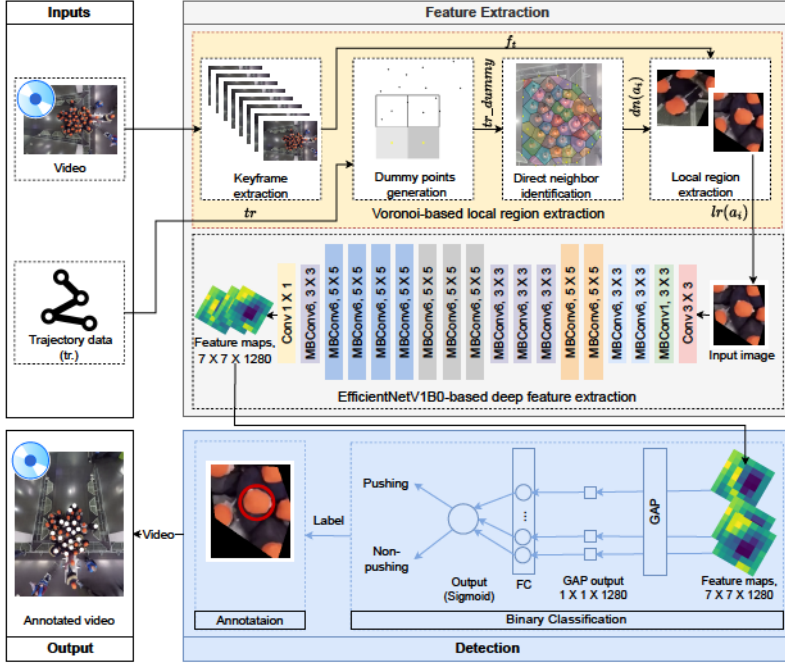 Inputs
Feature Extraction
Video
Trajectory data
(tr.)
f_t
Keyframe
extraction
Dummy points
generation
tr_dummy
Direct neighbor
identification
dn(a_i)
Local region
extraction
tr
Voronoi-based local region extraction
lr(a_i)
Feature maps,
7 X 7 X 1280
Conv 1 X 1
MBConv6, 3 X 3
MBConv6, 5 X 5
MBConv6, 5 X 5
MBConv6, 5 X 5
MBConv6, 5 X 5
MBConv6, 5 X 5
MBConv6, 5 X 5
MBConv6, 5 X 5
MBConv6, 3 X 3
MBConv6, 3 X 3
MBConv6, 3 X 3
MBConv6, 5 X 5
MBConv6, 5 X 5
MBConv6, 3 X 3
MBConv6, 3 X 3
MBConv1, 3 X 3
Conv 3 X 3
Input image
EfficientNetV1B0-based deep feature extraction
Annotated video
Output
Video
Annotataion
Label
Pushing
Non-
pushing
Output
(Sigmoid)
...
FC
GAP output
1 X 1 X 1280
GAP
Feature maps,
7 X 7 X 1280
Binary Classification
Detection